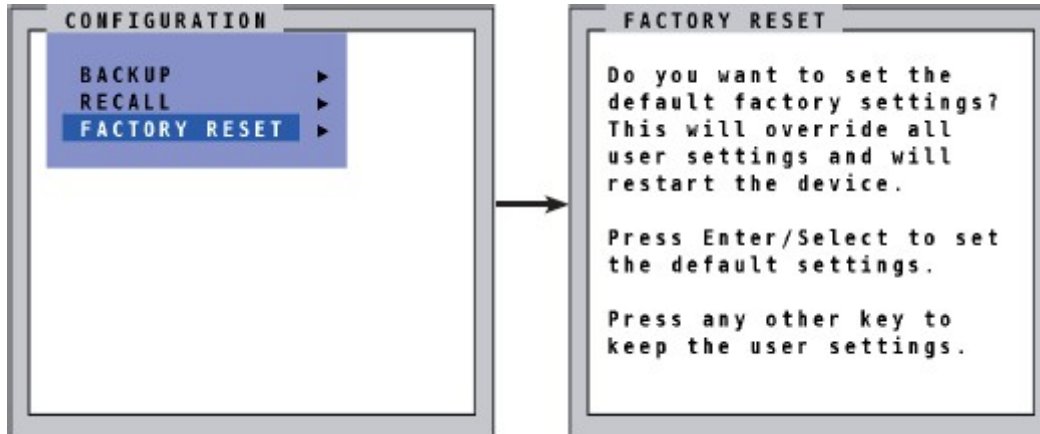 CONFIGURATION
BACKUP ▶
RECALL ▶
FACTORY RESET ▶
FACTORY RESET
Do you want to set the
default factory settings?
This will override all
user settings and will
restart the device.
Press Enter/Select to set
the default settings.
Press any other key to
keep the user settings.